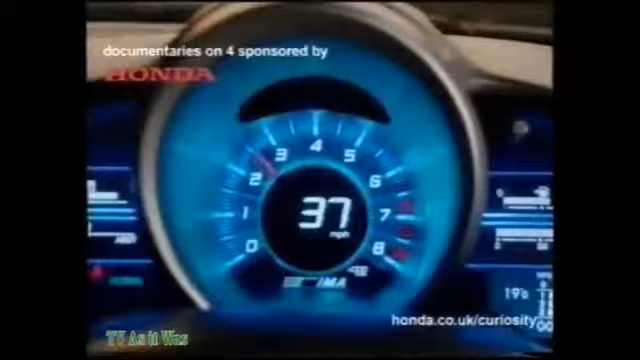 documentaries on 4 sponsored by
HONDA
3 4 5
2 6
1 37 7
mph
0 8
IMA
19°c
honda.co.uk/curiosity
TV As it Was